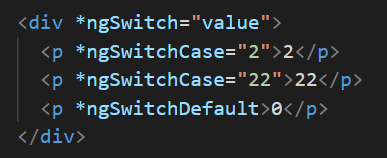 <div *ngSwitch="value">
<p *ngSwitchCase="2">2</p>
<p *ngSwitchCase="22">22</p>
<p *ngSwitchDefault>0</p>
</div>